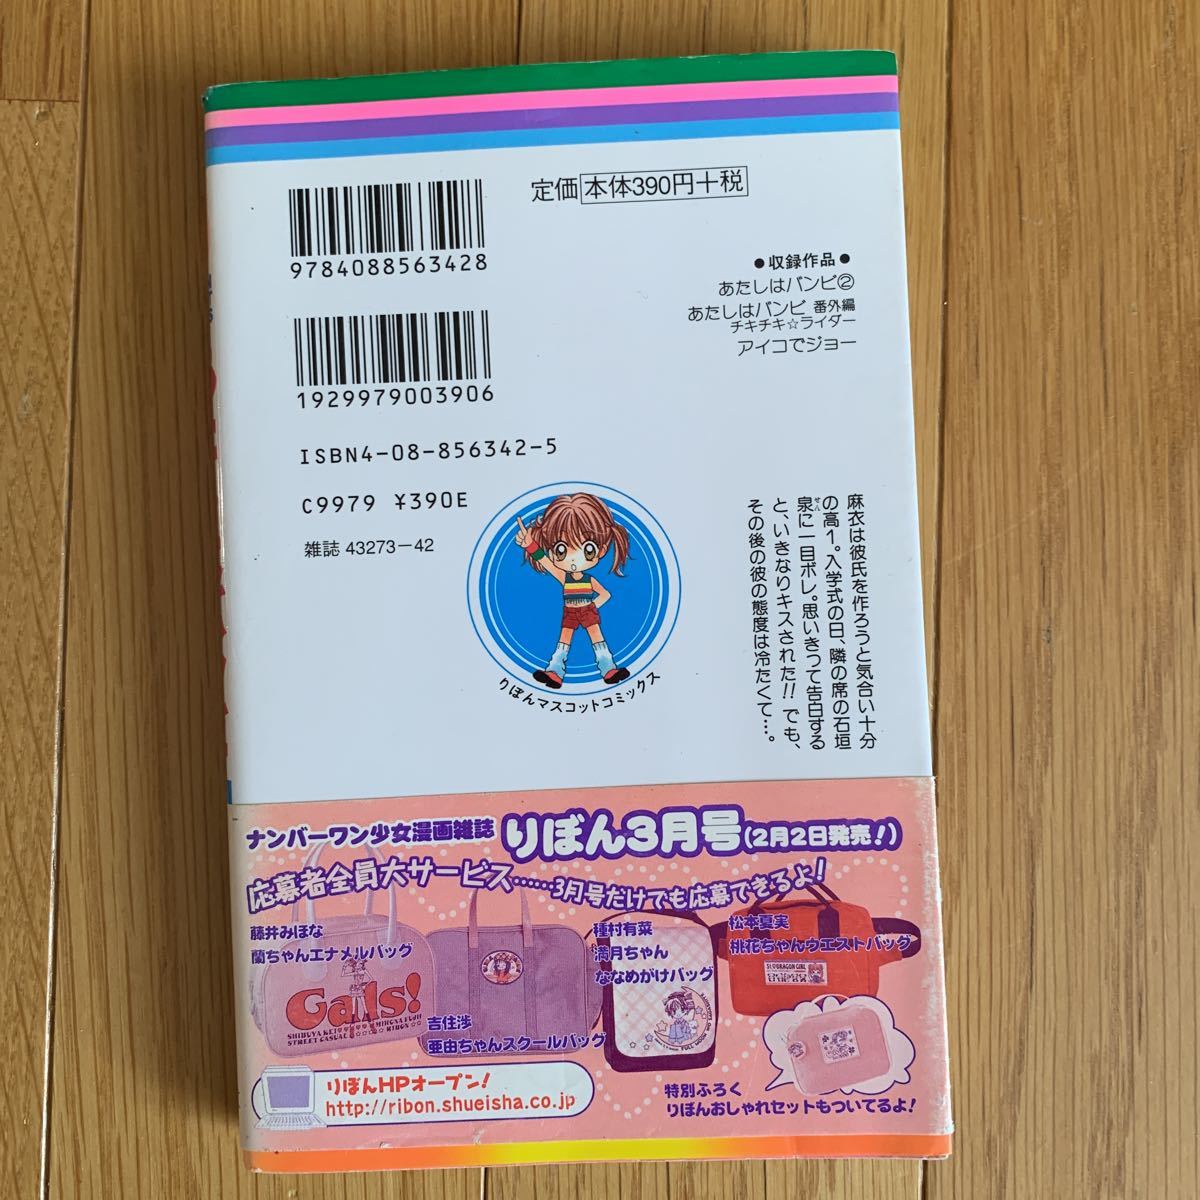 定価 本体390円+税
9784088563428
1929979003906
ISBN4-08-856342-5
C9979 ¥390E
雑誌 43273-42
●収録作品●
あたしはバンビ②
あたしはバンビ 番外編
チキチキ☆ライダー
アイコでジョー
麻衣は彼氏を作ろうと気合い十分
の高1。入学式の日、隣の席の石垣
泉に一目ボレ。思いきって告白する
せん
と、いきなりキスされた!! でも、
その後の彼の態度は冷たくて…。
りぼんマスコットコミックス
ナンバーワン少女漫画雑誌 りぼん3月号(2月2日発売!)
応募者全員大サービス……3月号だけでも応募できるよ!
藤井みほな
蘭ちゃんエナメルバッグ
Gals!
SHIBUYA KEI
MIHONA FUJII
STREET CASUAL
RIBON
吉住渉
亜由ちゃんスクールバッグ
種村有菜
満月ちゃん
ななめがけバッグ
松本夏実
桃花ちゃんウエストバッグ
St.♥DRAGON GIRL
特別ふろく
りぼんおしゃれセットもついてるよ!
りぼんHPオープン!
http://ribon.shueisha.co.jp